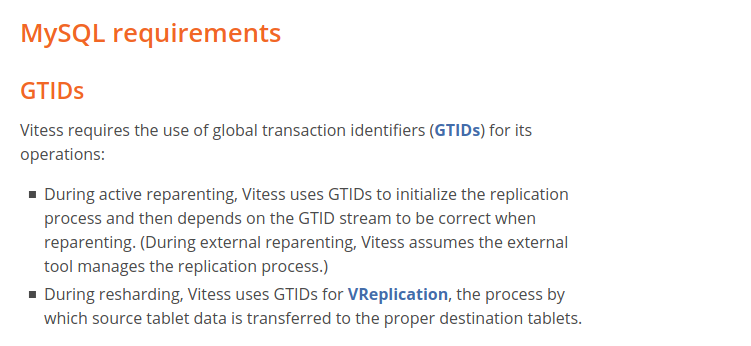 MySQL requirements
GTIDs
Vitess requires the use of global transaction identifiers (GTIDs) for its
operations:
During active reparenting, Vitess uses GTIDs to initialize the replication
process and then depends on the GTID stream to be correct when
reparenting. (During external reparenting, Vitess assumes the external
tool manages the replication process.)
During resharding, Vitess uses GTIDs for VReplication, the process by
which source tablet data is transferred to the proper destination tablets.